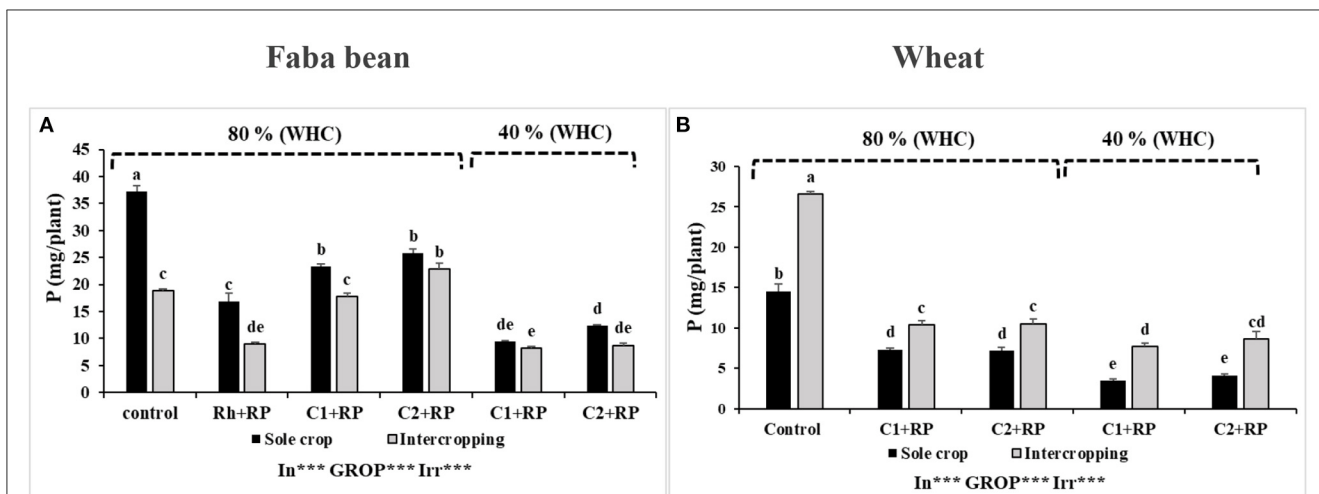 Faba bean
Wheat
A
80 % (WHC)
40 % (WHC)
45
40
35
30
25
20
15
10
5
0
P (mg/plant)
a
c
c
de
b
c
b
b
de
e
d
de
control Rh+RP C1+RP C2+RP C1+RP C2+RP
Sole crop Intercropping
In*** GROP*** Irr***
B
80 % (WHC)
40 % (WHC)
30
25
20
15
10
5
0
P (mg/plant)
b
a
d
c
d
c
e
d
e
cd
Control C1+RP C2+RP C1+RP C2+RP
Sole crop Intercropping
In*** GROP*** Irr***